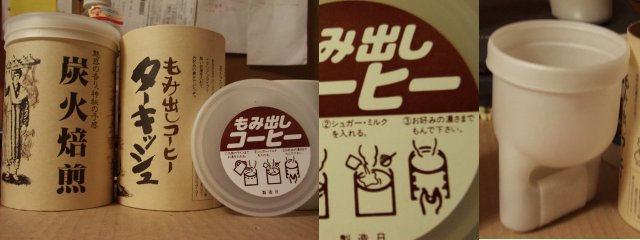 炭火焙煎
もみ出しコーヒー
ターキッシュ
もみ出し
コーヒー
製造日
もみ出し
ーヒー
②シュガー・ミルク
を入れる。
③お好みの濃さまで
もんで下さい。
製造日